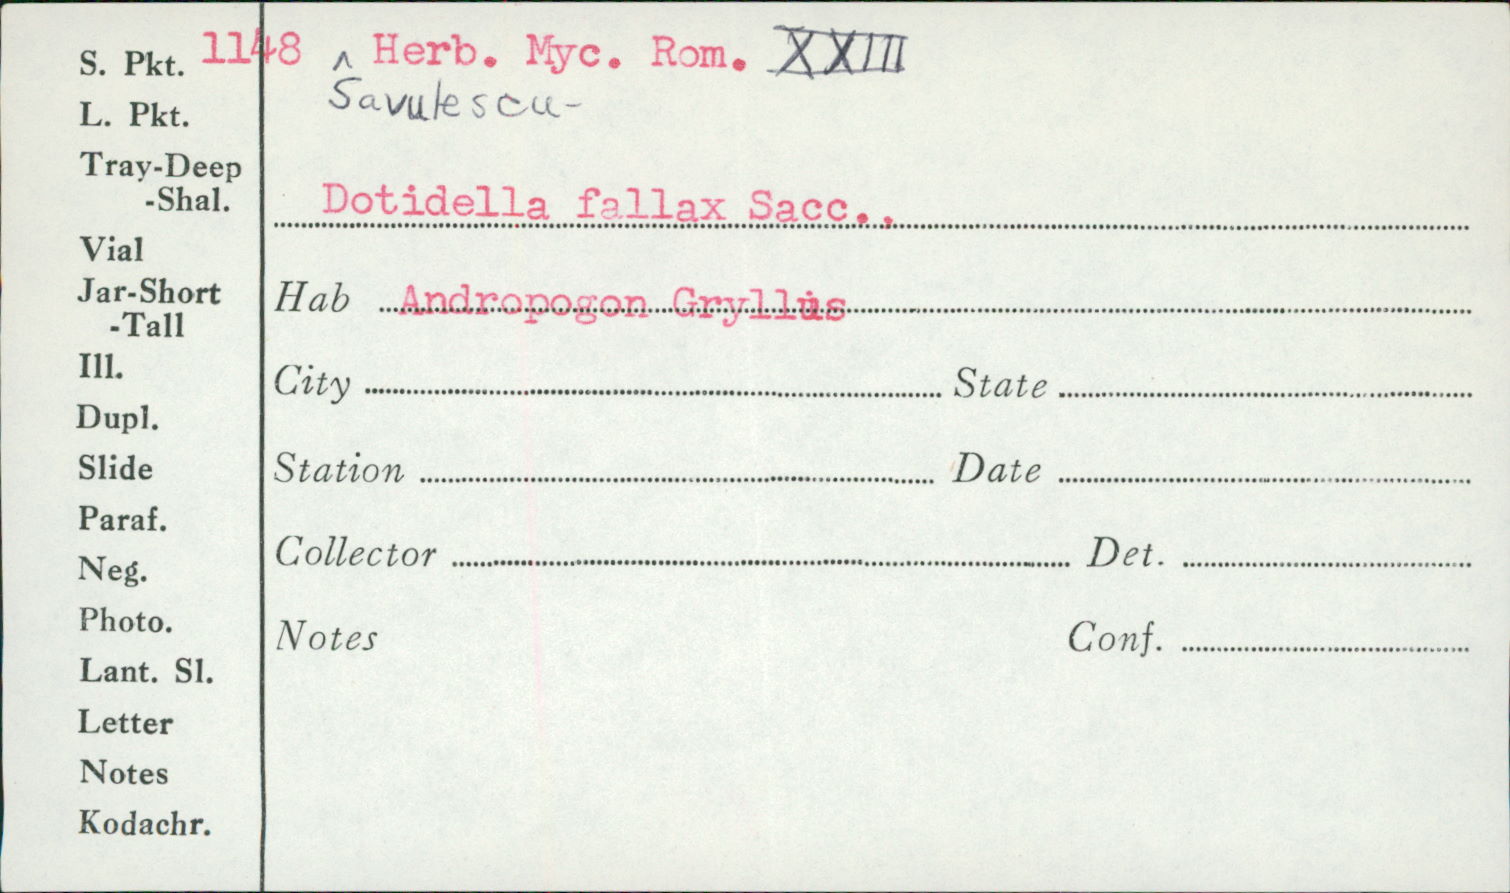 S. Pkt. 1148 ^ Herb. Myc. Rom. XXIII
Savulescu-
L. Pkt.
Tray-Deep
-Shal.
Dotidella fallax Sacc..
Vial
Jar-Short
-Tall
Hab Andropogon Gryllus
Ill.
City State
Dupl.
Slide
Station Date
Paraf.
Collector Det.
Neg.
Photo.
Notes Conf.
Lant. Sl.
Letter
Notes
Kodachr.